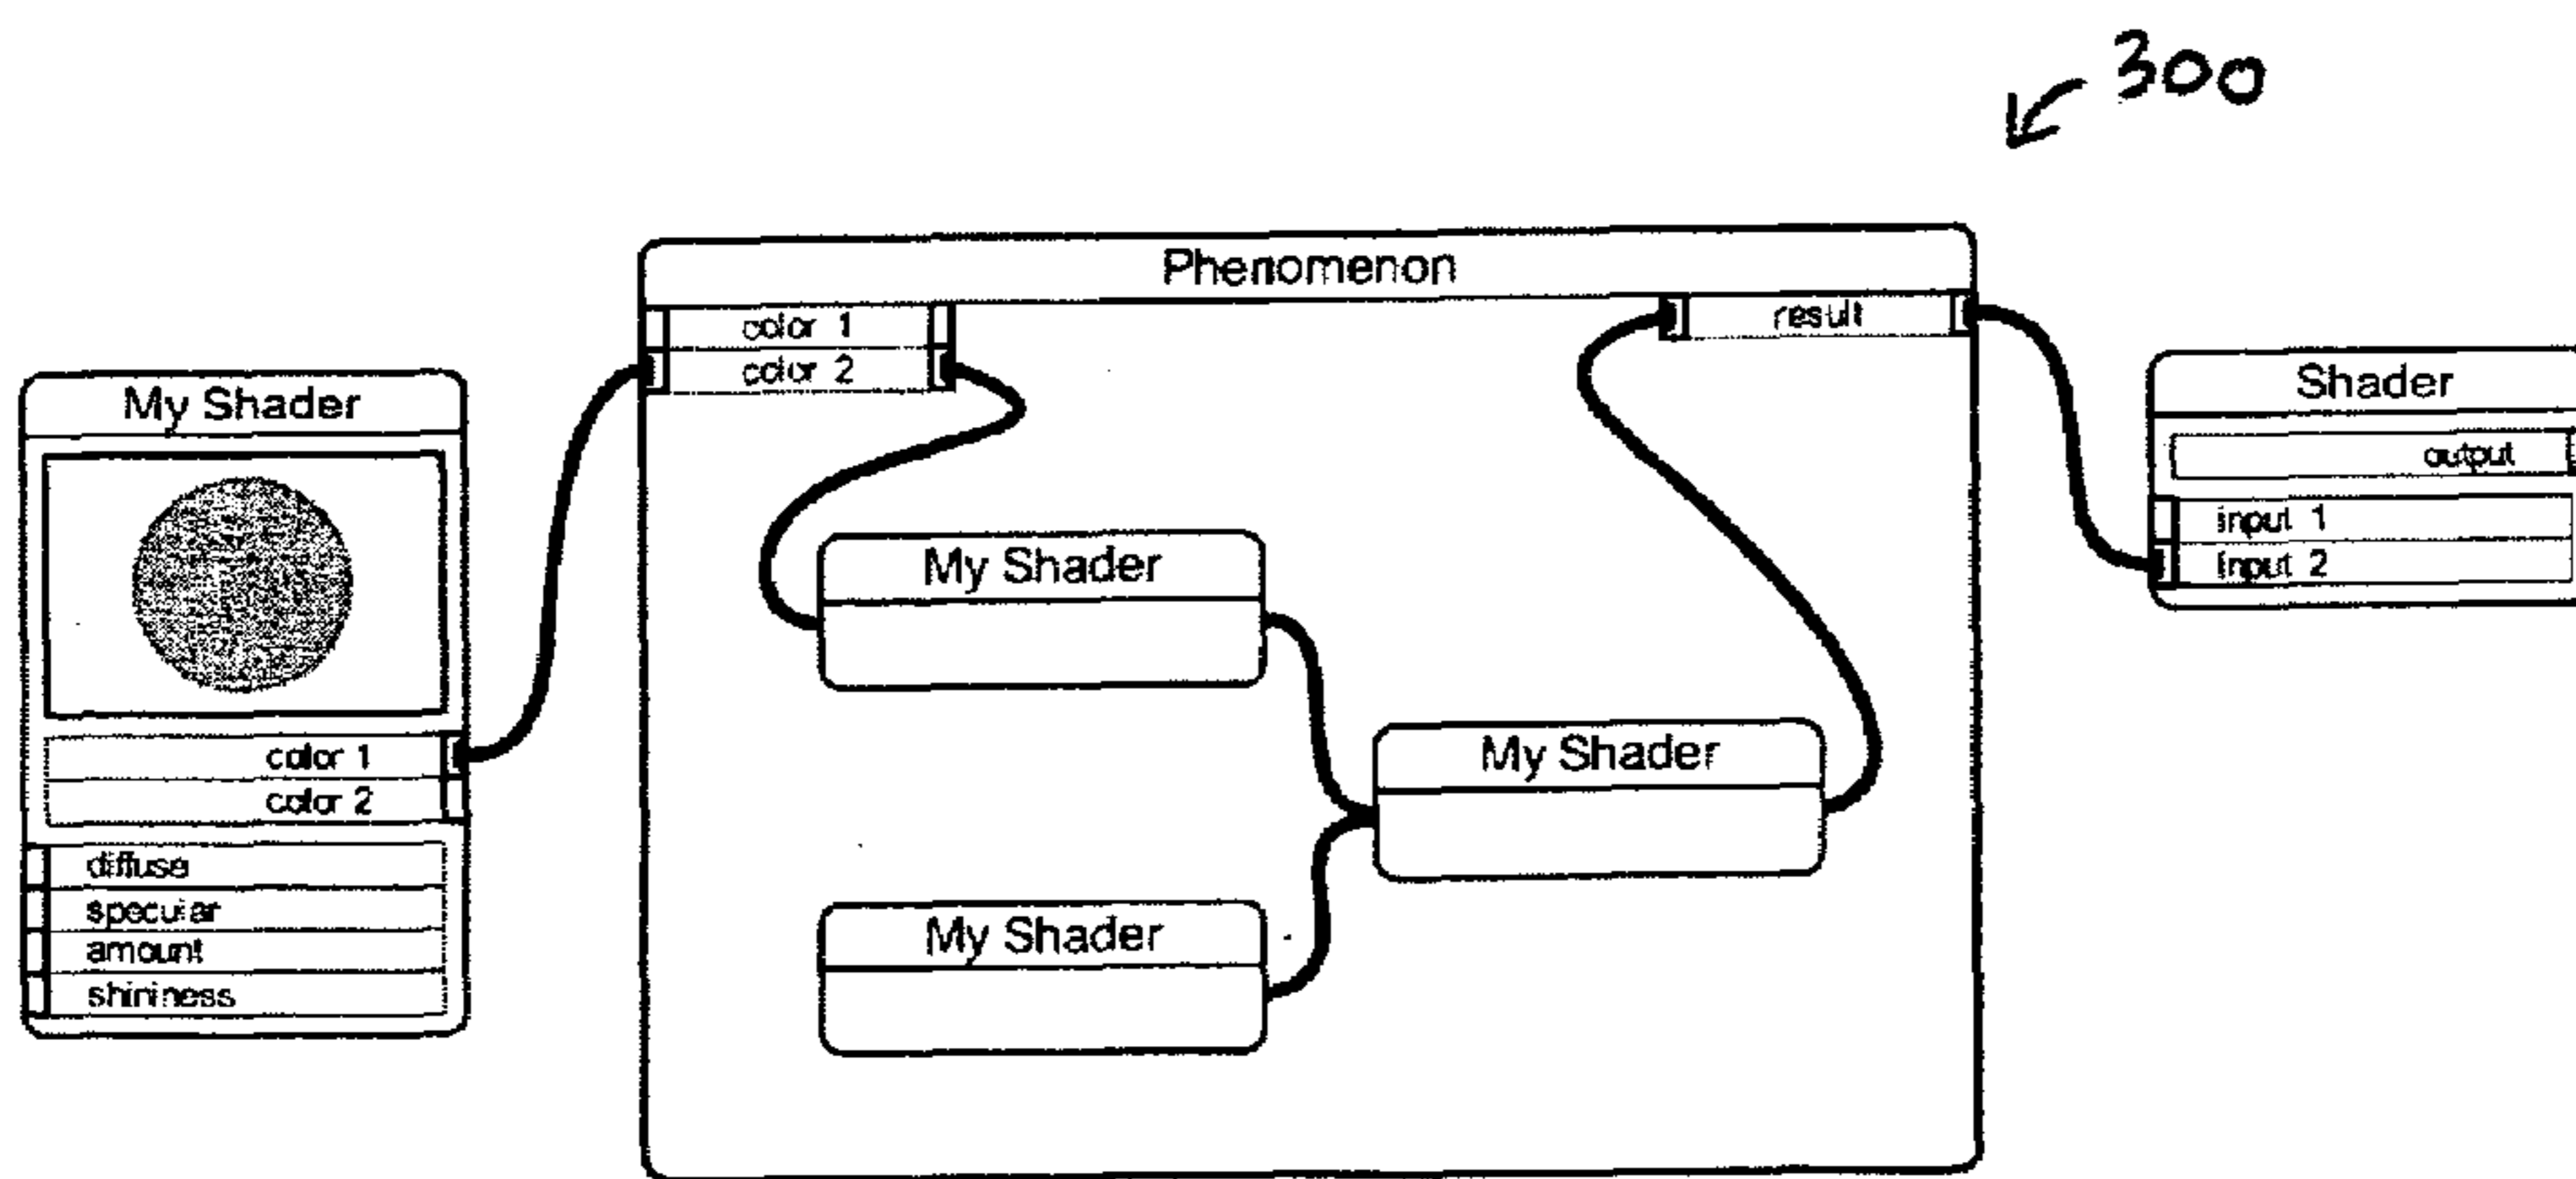 300
My Shader
color 1
color 2
diffuse
specular
amount
shininess
Phenomenon
color 1
color 2
result
My Shader
My Shader
My Shader
Shader
output
input 1
input 2